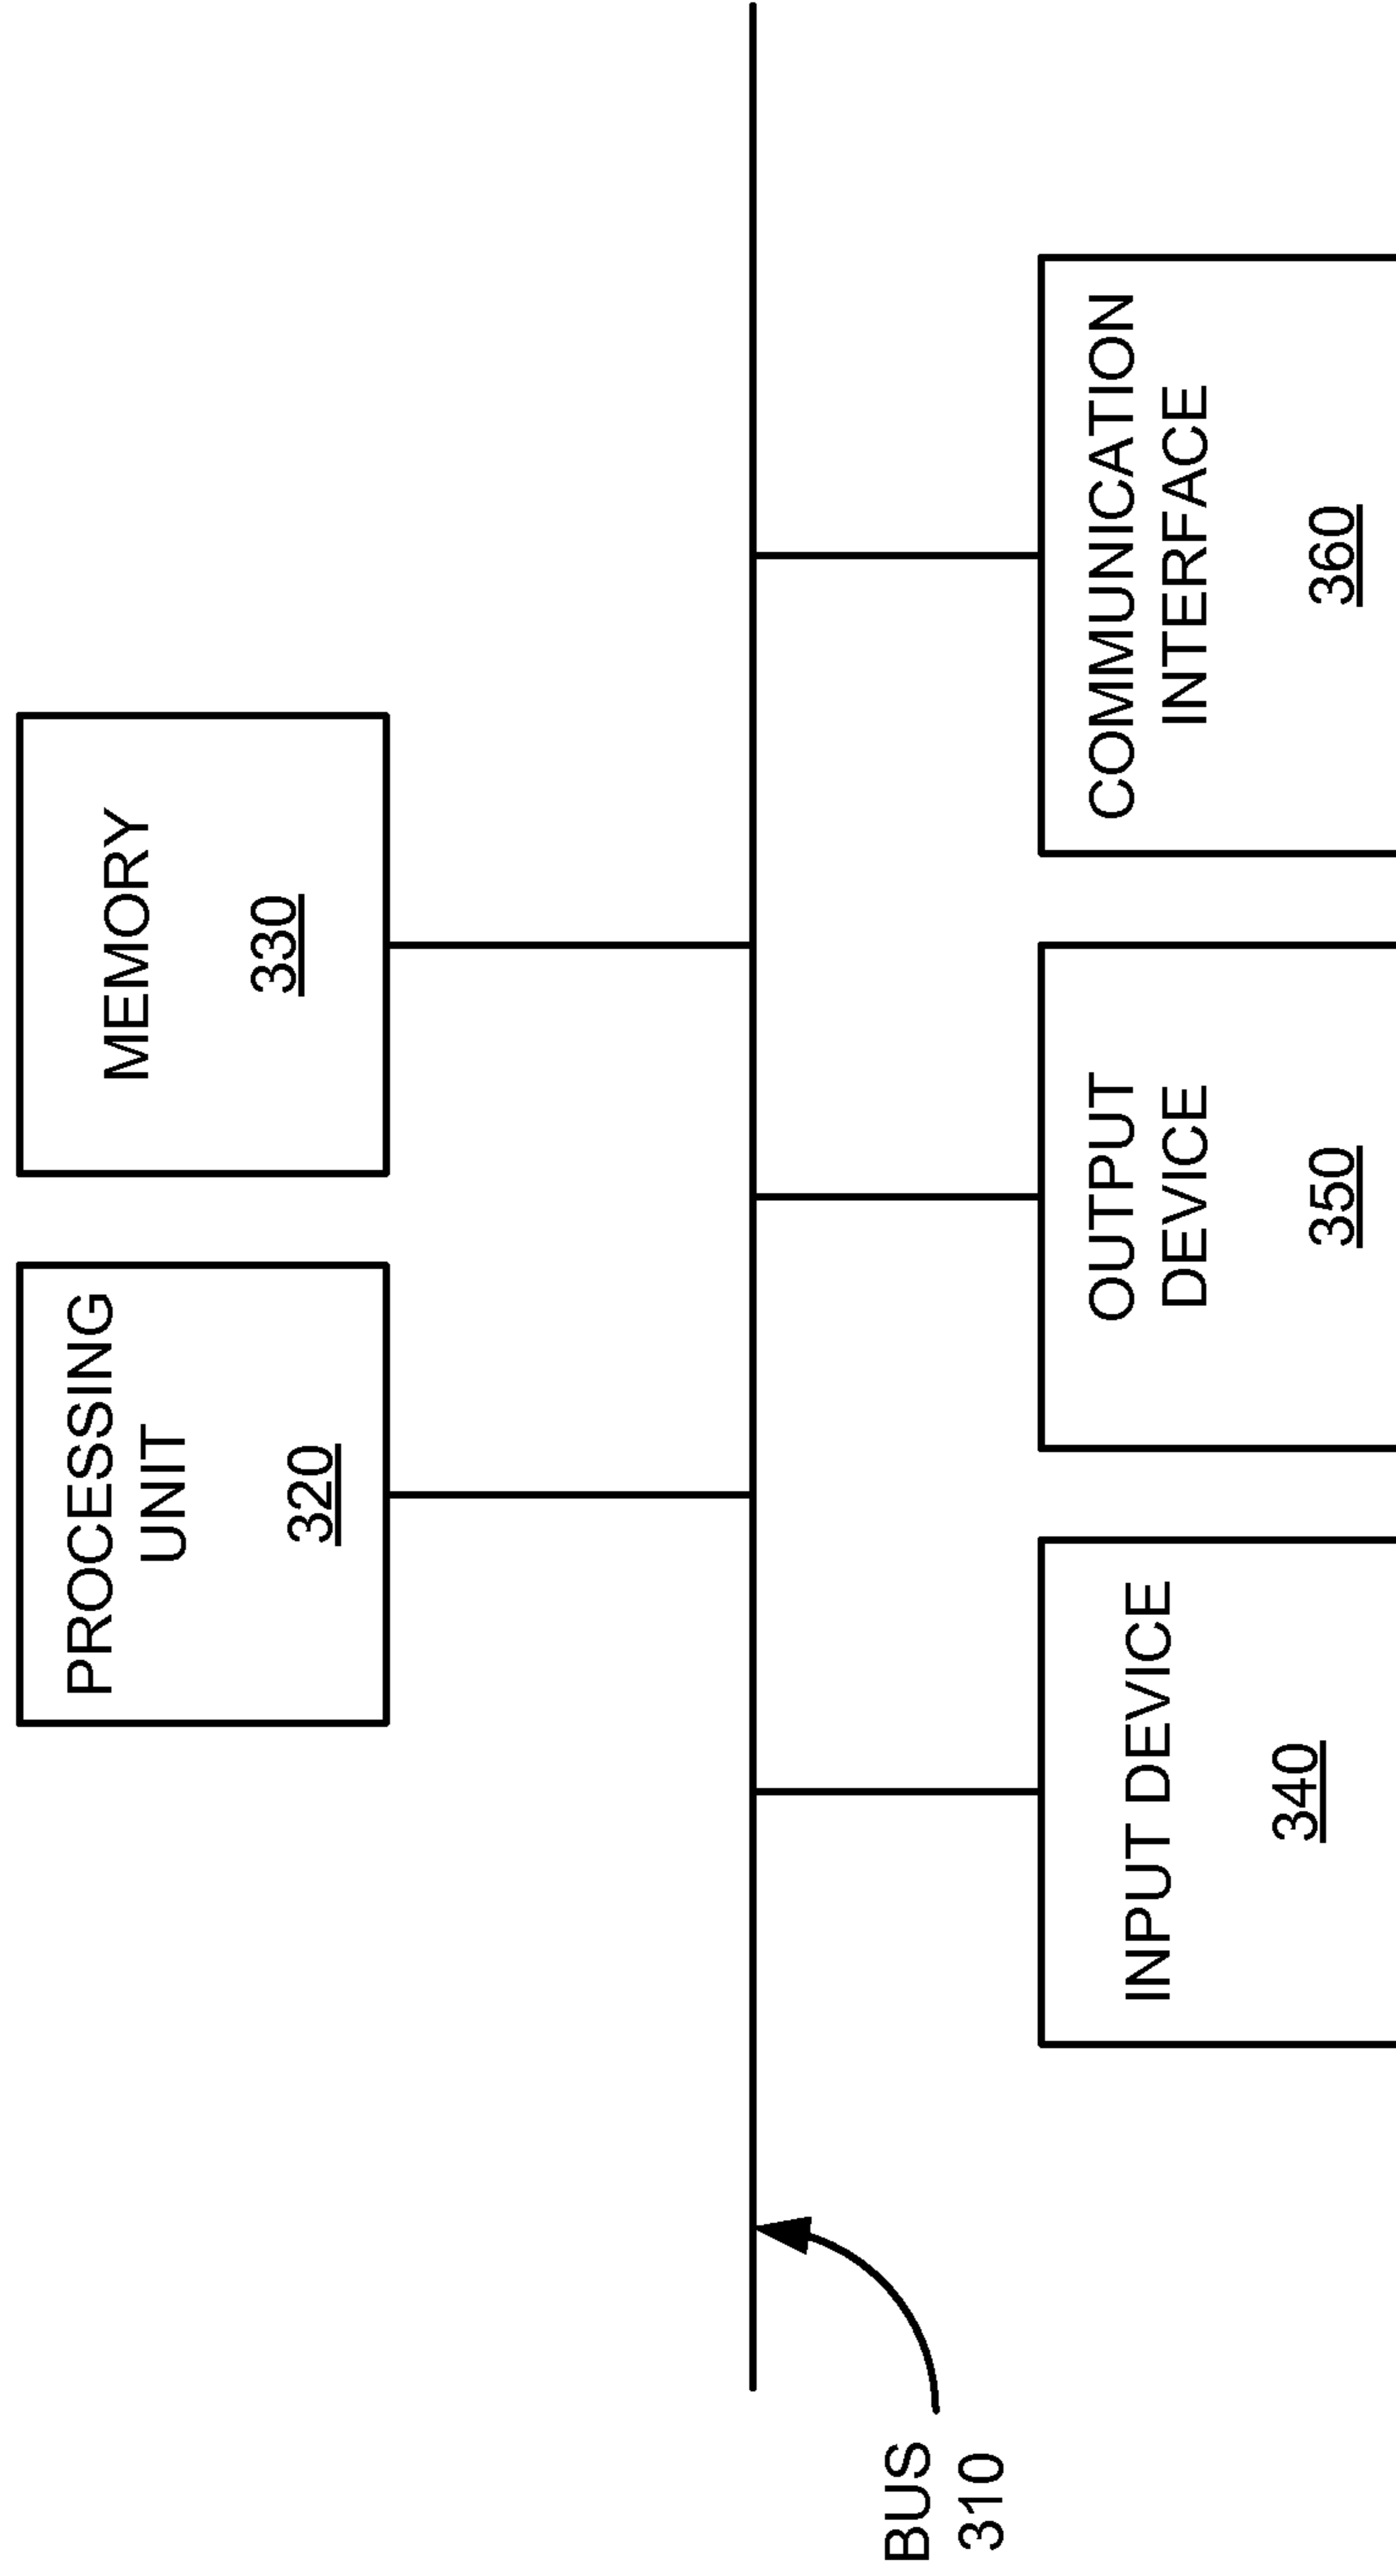 PROCESSING
UNIT
320
MEMORY
330
BUS
310
INPUT DEVICE
340
OUTPUT
DEVICE
350
COMMUNICATION
INTERFACE
360